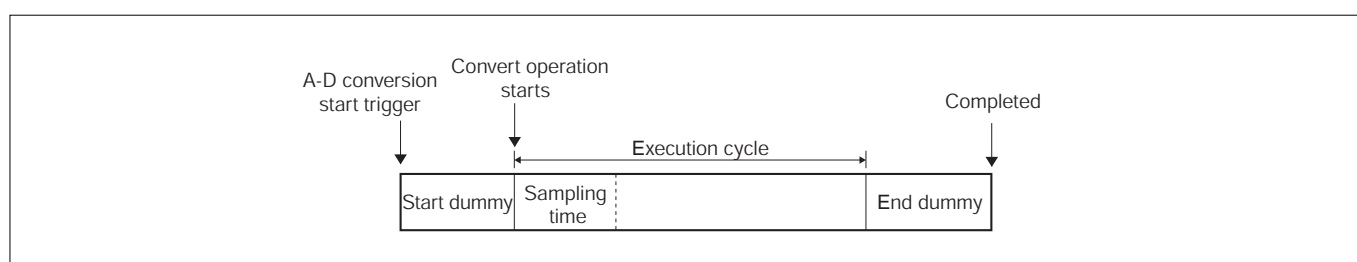 A-D conversion
start trigger
Convert operation
starts
Completed
Execution cycle
Start dummy
Sampling
time
End dummy